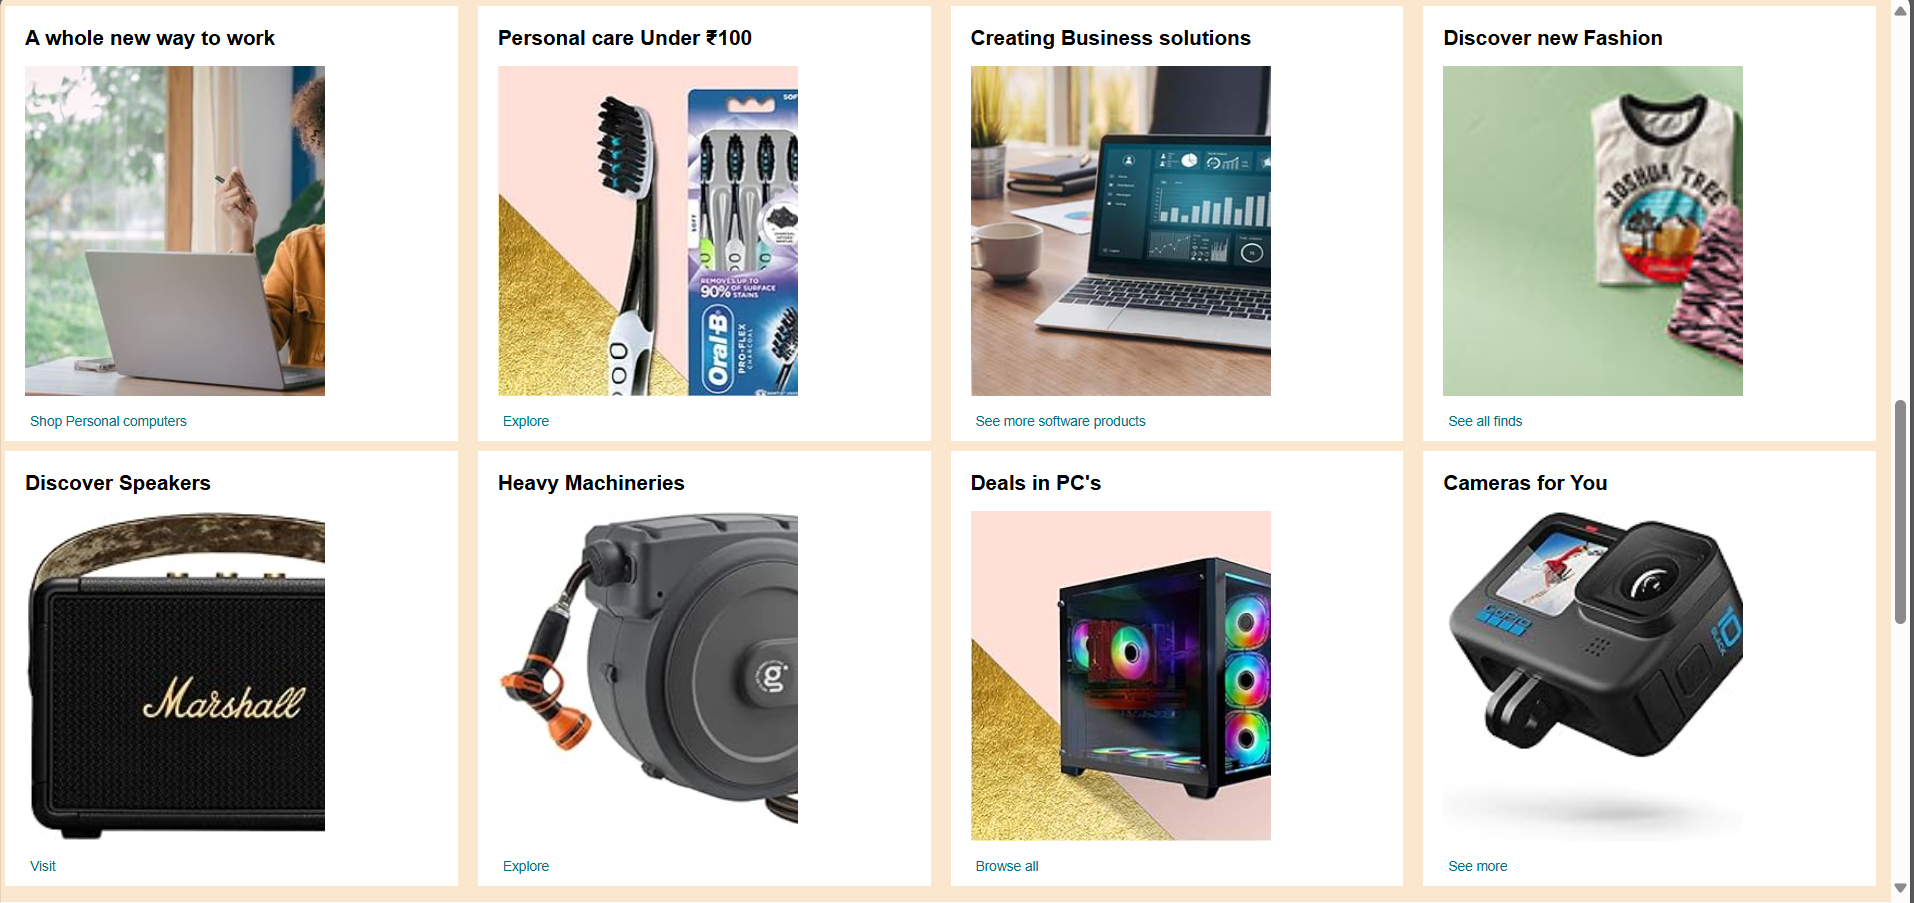 A whole new way to work
Personal care Under ₹100
Creating Business solutions
Discover new Fashion
SOFT
REMOVES UP TO
90% OF SURFACE
STAINS
Oral-B
PRO-FLEX
CHARCOAL
JOSHUA TREE
Shop Personal computers
Explore
See more software products
See all finds
Discover Speakers
Heavy Machineries
Deals in PC's
Cameras for You
Marshall
g
GoPro
10
BLACK
Visit
Explore
Browse all
See more